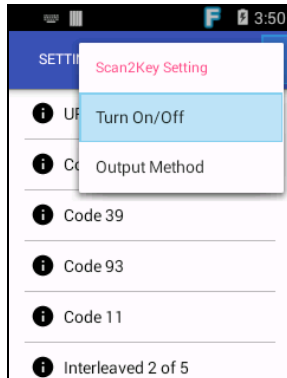 F 3:50
SETTI
Scan2Key Setting
Turn On/Off
Output Method
Code 39
Code 93
Code 11
Interleaved 2 of 5